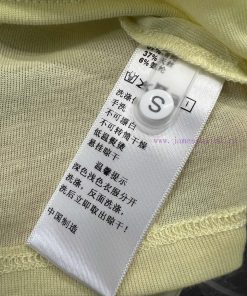 37%
6%
S
洗涤
手洗
不可漂白
不可转筒干燥
低温熨烫
悬挂晾干
温馨提示
深色浅色衣服分开
洗涤，反面洗涤，
洗后立即取出晾干！
中国制造